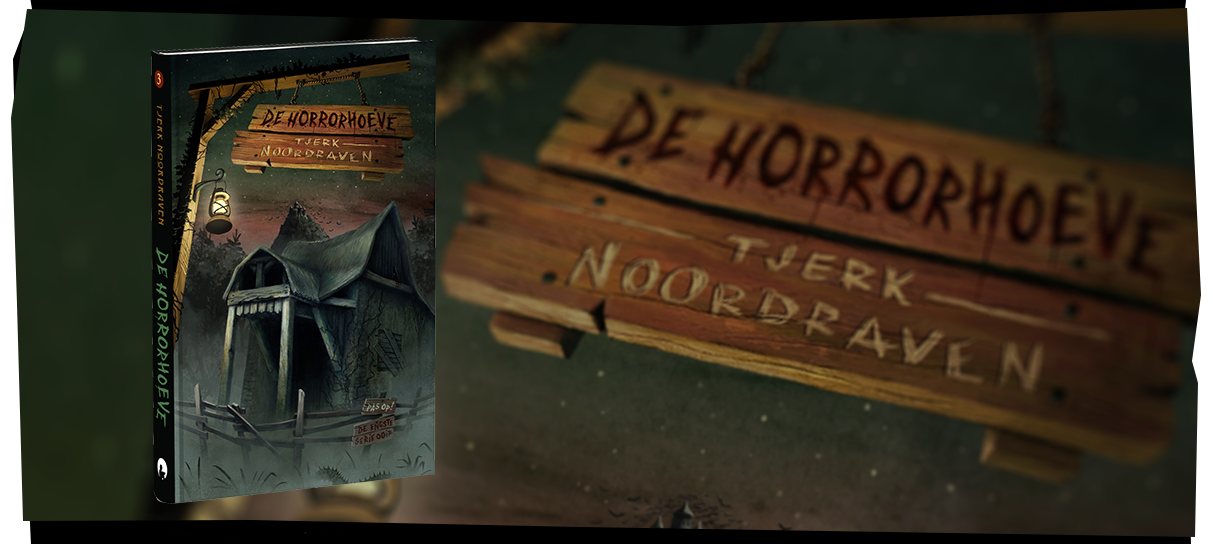 3
TJERK NOORDRAVEN
DE HORRORHOEVE
DE HORRORHOEVE
TJERK
NOORDRAVEN
PAS OP!
DE ENGSTE
SERIE OOIT
DE HORRORHOEVE
TJERK
NOORDRAVEN